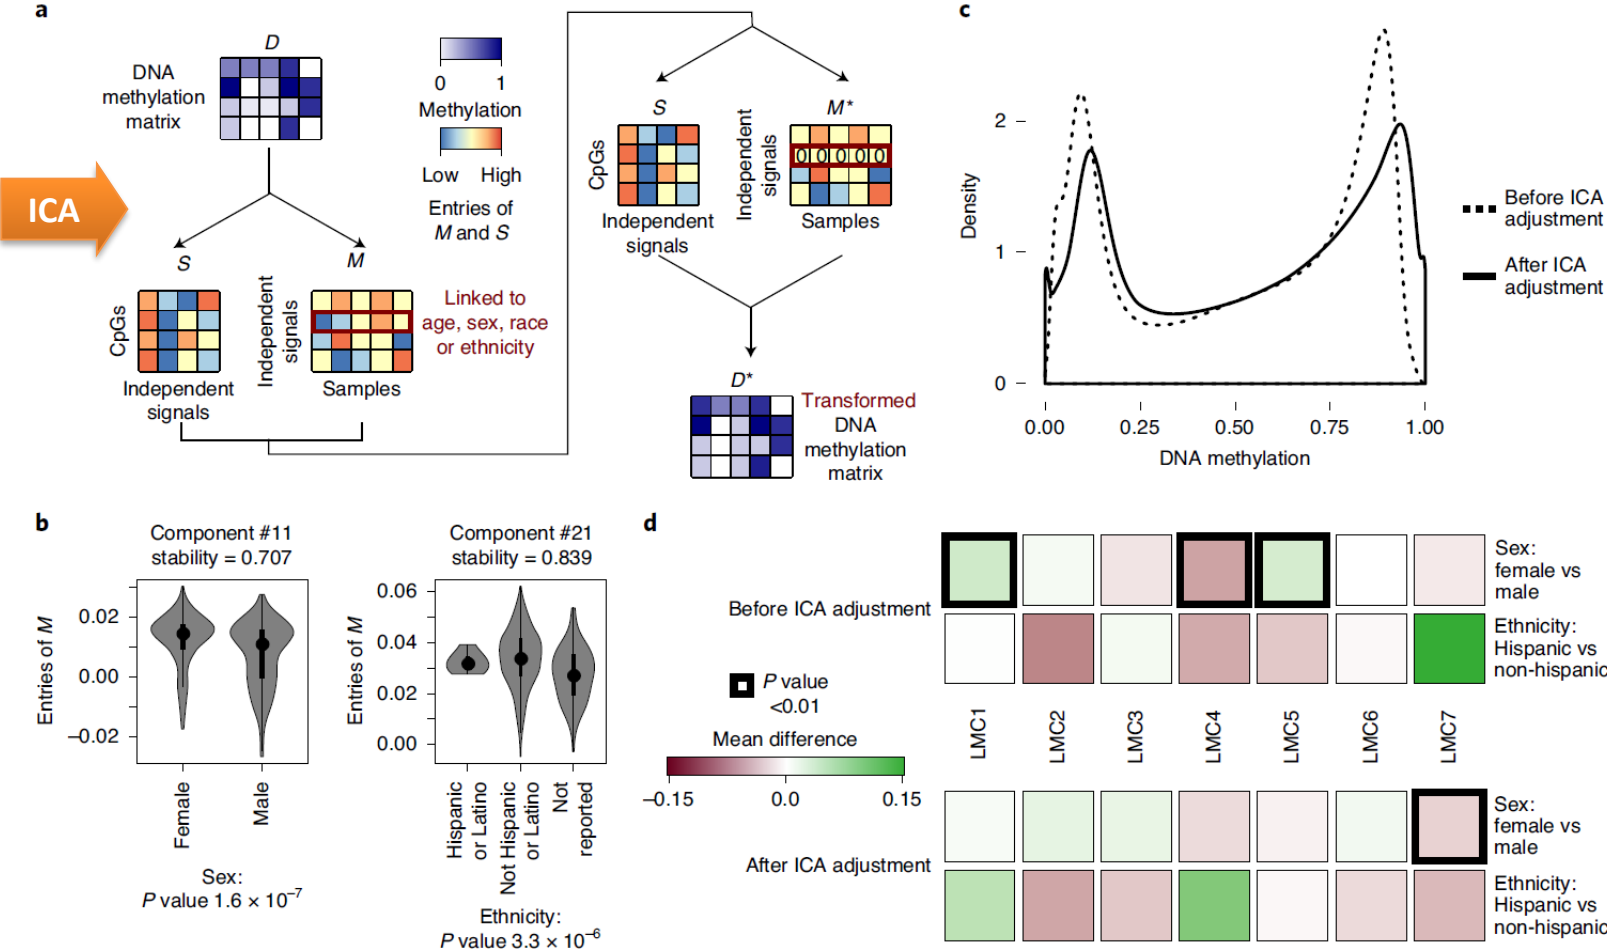 a
D
DNA
methylation
matrix
0 1
Methylation
Low High
Entries of
M and S
ICA
S
M
CpGs
Independent
signals
Independent
signals
Samples
Linked to
age, sex, race
or ethnicity
S
M*
CpGs
Independent
signals
0 0 0 0 0
Independent
signals
Samples
D*
Transformed
DNA
methylation
matrix
c
Density
2
1
0
0.00 0.25 0.50 0.75 1.00
DNA methylation
Before ICA
adjustment
After ICA
adjustment
b
Component #11
stability = 0.707
Entries of M
0.02
0.00
−0.02
Female
Male
Sex:
P value 1.6 × 10⁻⁷
Component #21
stability = 0.839
Entries of M
0.06
0.04
0.02
0.00
Hispanic
or Latino
Not Hispanic
or Latino
Not
reported
Ethnicity:
P value 3.3 × 10⁻⁶
d
Before ICA adjustment
Sex:
female vs
male
Ethnicity:
Hispanic vs
non-hispanic
P value
<0.01
Mean difference
−0.15 0.0 0.15
LMC1
LMC2
LMC3
LMC4
LMC5
LMC6
LMC7
After ICA adjustment
Sex:
female vs
male
Ethnicity:
Hispanic vs
non-hispanic